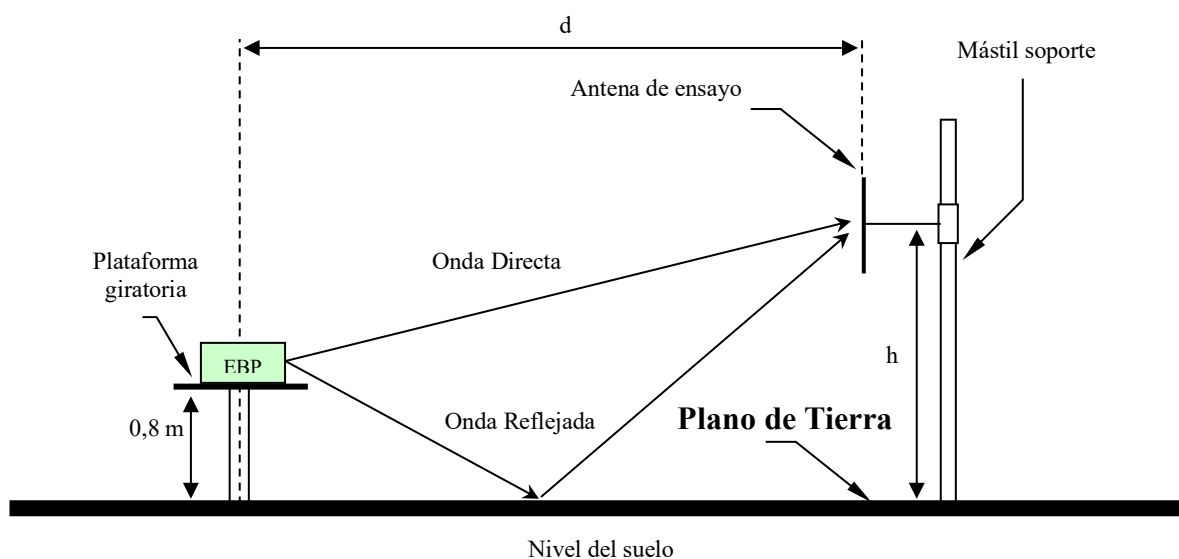 d
Mástil soporte
Antena de ensayo
Plataforma
giratoria
Onda Directa
EBP
h
0,8 m
Onda Reflejada
Plano de Tierra
Nivel del suelo